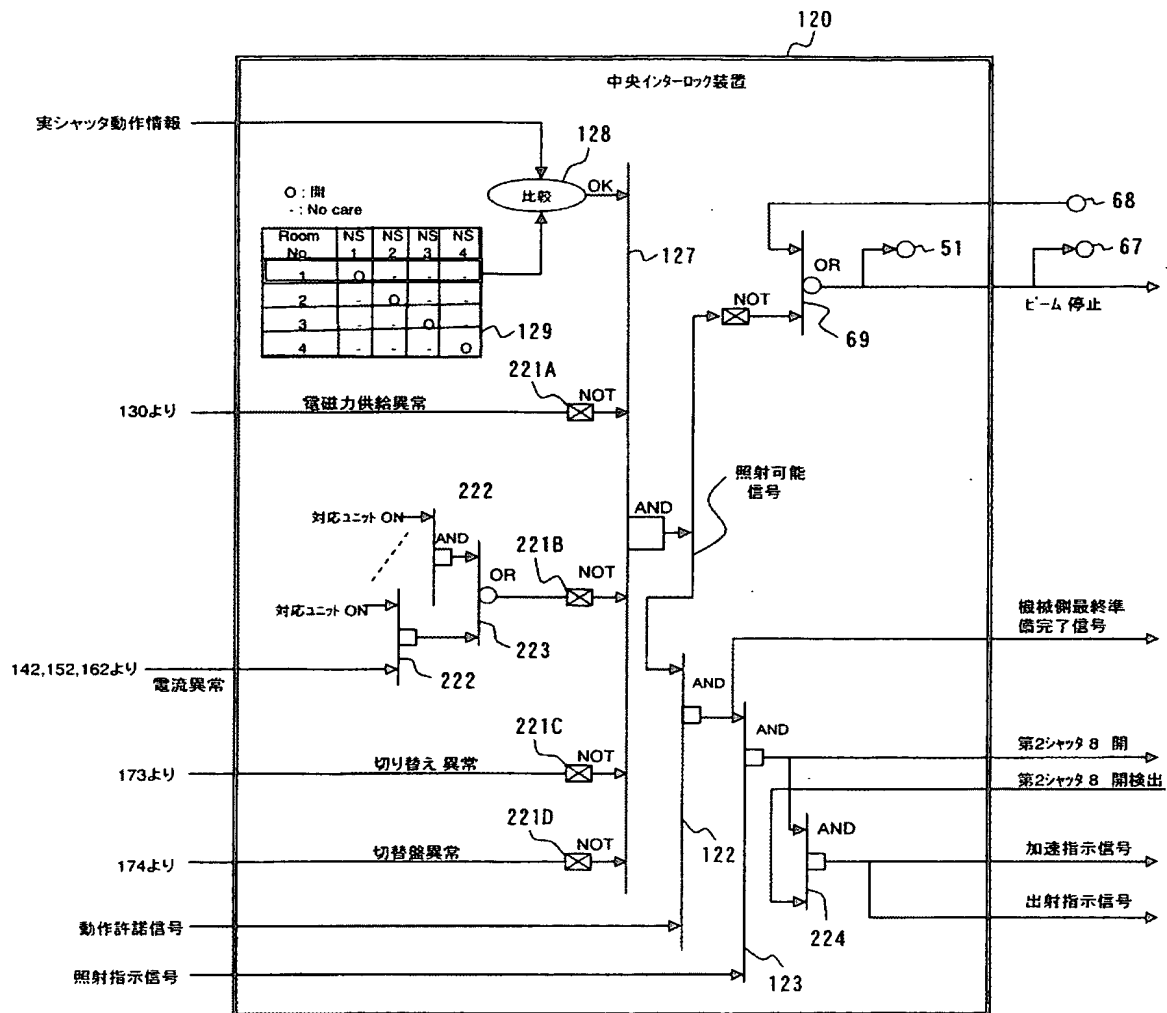 120
中央インターロック装置
実シャッタ動作情報
128
比較
OK
O : 開
- : No care
Room No. NS 1 NS 2 NS 3 NS 4
1 O - - -
2 - O - -
3 - - O -
4 - - - O
129
127
68
51
67
OR
NOT
69
ビーム 停止
221A
NOT
130より
電磁力供給異常
照射可能
信号
AND
222
対応ユニット ON
AND
OR
221B
NOT
対応ユニット ON
223
222
142,152,162より
電流異常
機械側最終準
備完了信号
AND
AND
221C
NOT
173より
切り替え 異常
第2シャッタ 8 開
第2シャッタ 8 開検出
221D
NOT
174より
切替盤異常
122
AND
加速指示信号
出射指示信号
224
動作許諾信号
照射指示信号
123